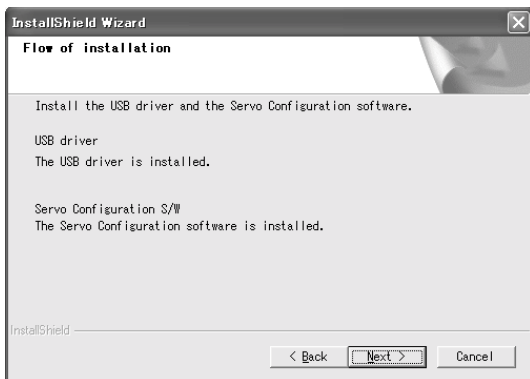 InstallShield Wizard
Flow of installation
Install the USB driver and the Servo Configuration software.
USB driver
The USB driver is installed.
Servo Configuration S/W
The Servo Configuration software is installed.
InstallShield
< Back
Next >
Cancel